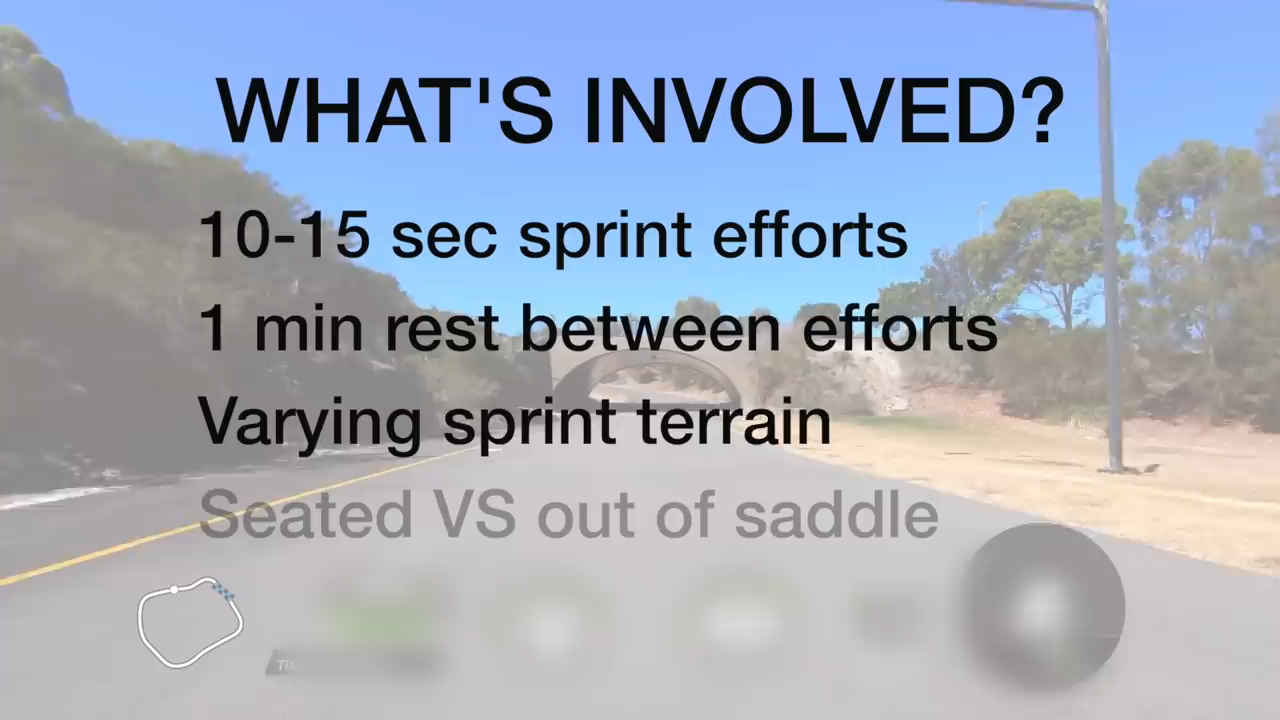 WHAT'S INVOLVED?
10-15 sec sprint efforts
1 min rest between efforts
Varying sprint terrain
Seated VS out of saddle